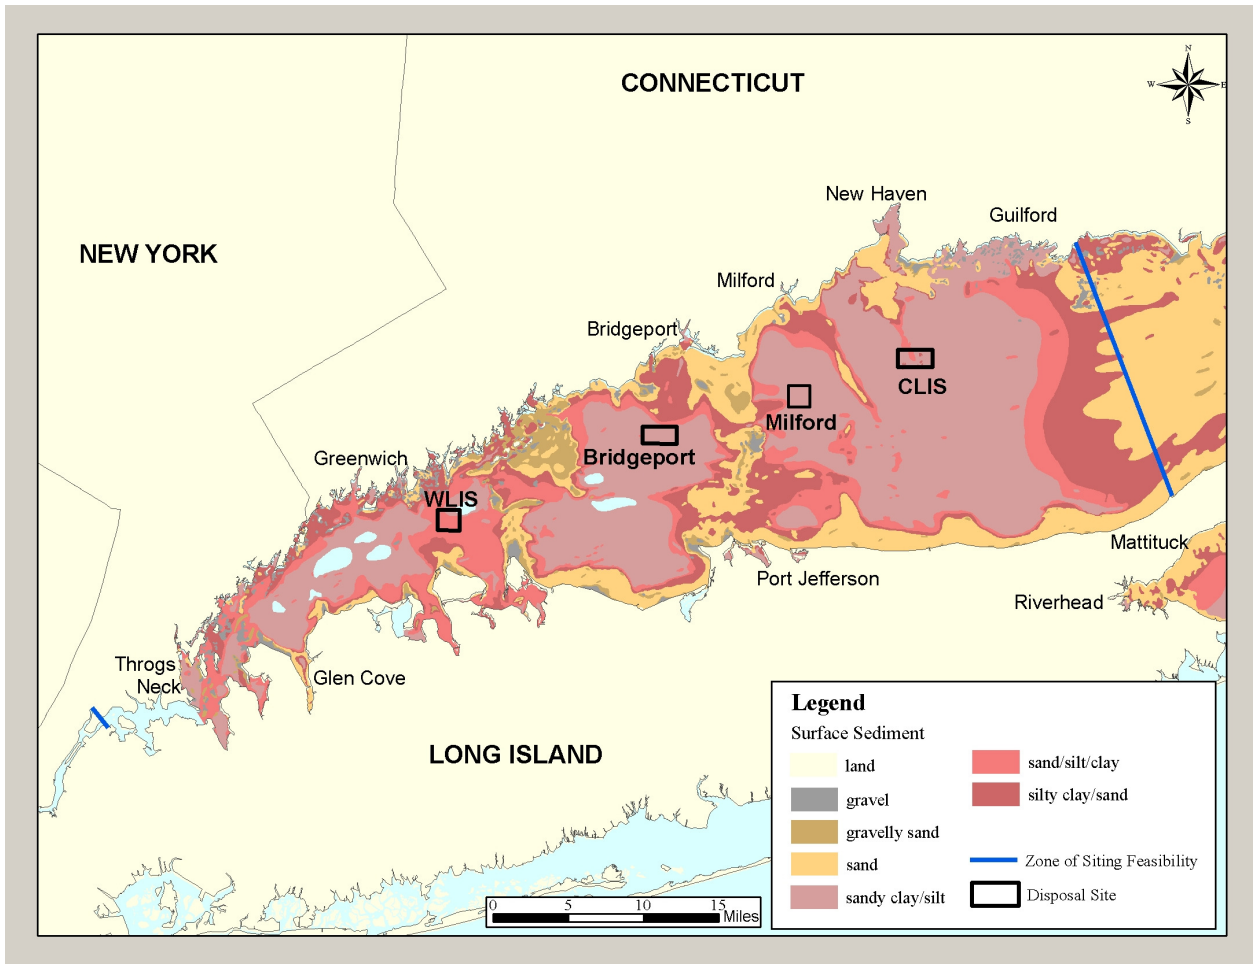 N
W E
S
CONNECTICUT
New Haven
Guilford
NEW YORK
Milford
Bridgeport
CLIS
Milford
Bridgeport
Greenwich
WLIS
Mattituck
Port Jefferson
Riverhead
Throgs
Neck
Glen Cove
LONG ISLAND
Legend
Surface Sediment
land
gravel
gravelly sand
sand
sandy clay/silt
sand/silt/clay
silty clay/sand
Zone of Siting Feasibility
Disposal Site
0 5 10 15
Miles